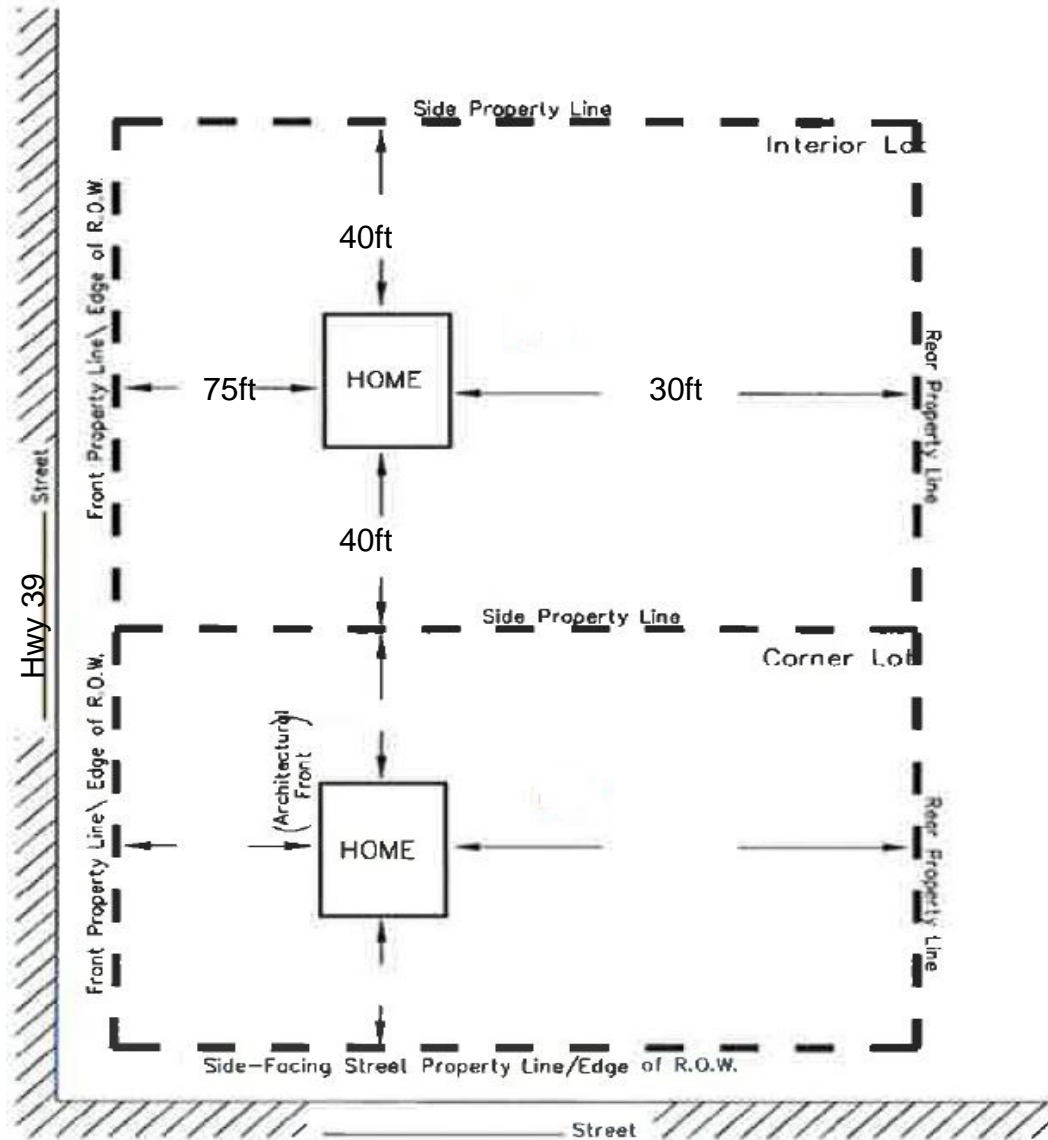 Side Property Line
Interior Lot
Front Property Line\ Edge of R.O.W.
40ft
75ft
HOME
30ft
Rear Property Line
Street
Hwy 39
40ft
Side Property Line
Corner Lot
Front Property Line\ Edge of R.O.W.
(Architectural
Front )
HOME
Rear Property Line
Side-Facing Street Property Line/Edge of R.O.W.
Street